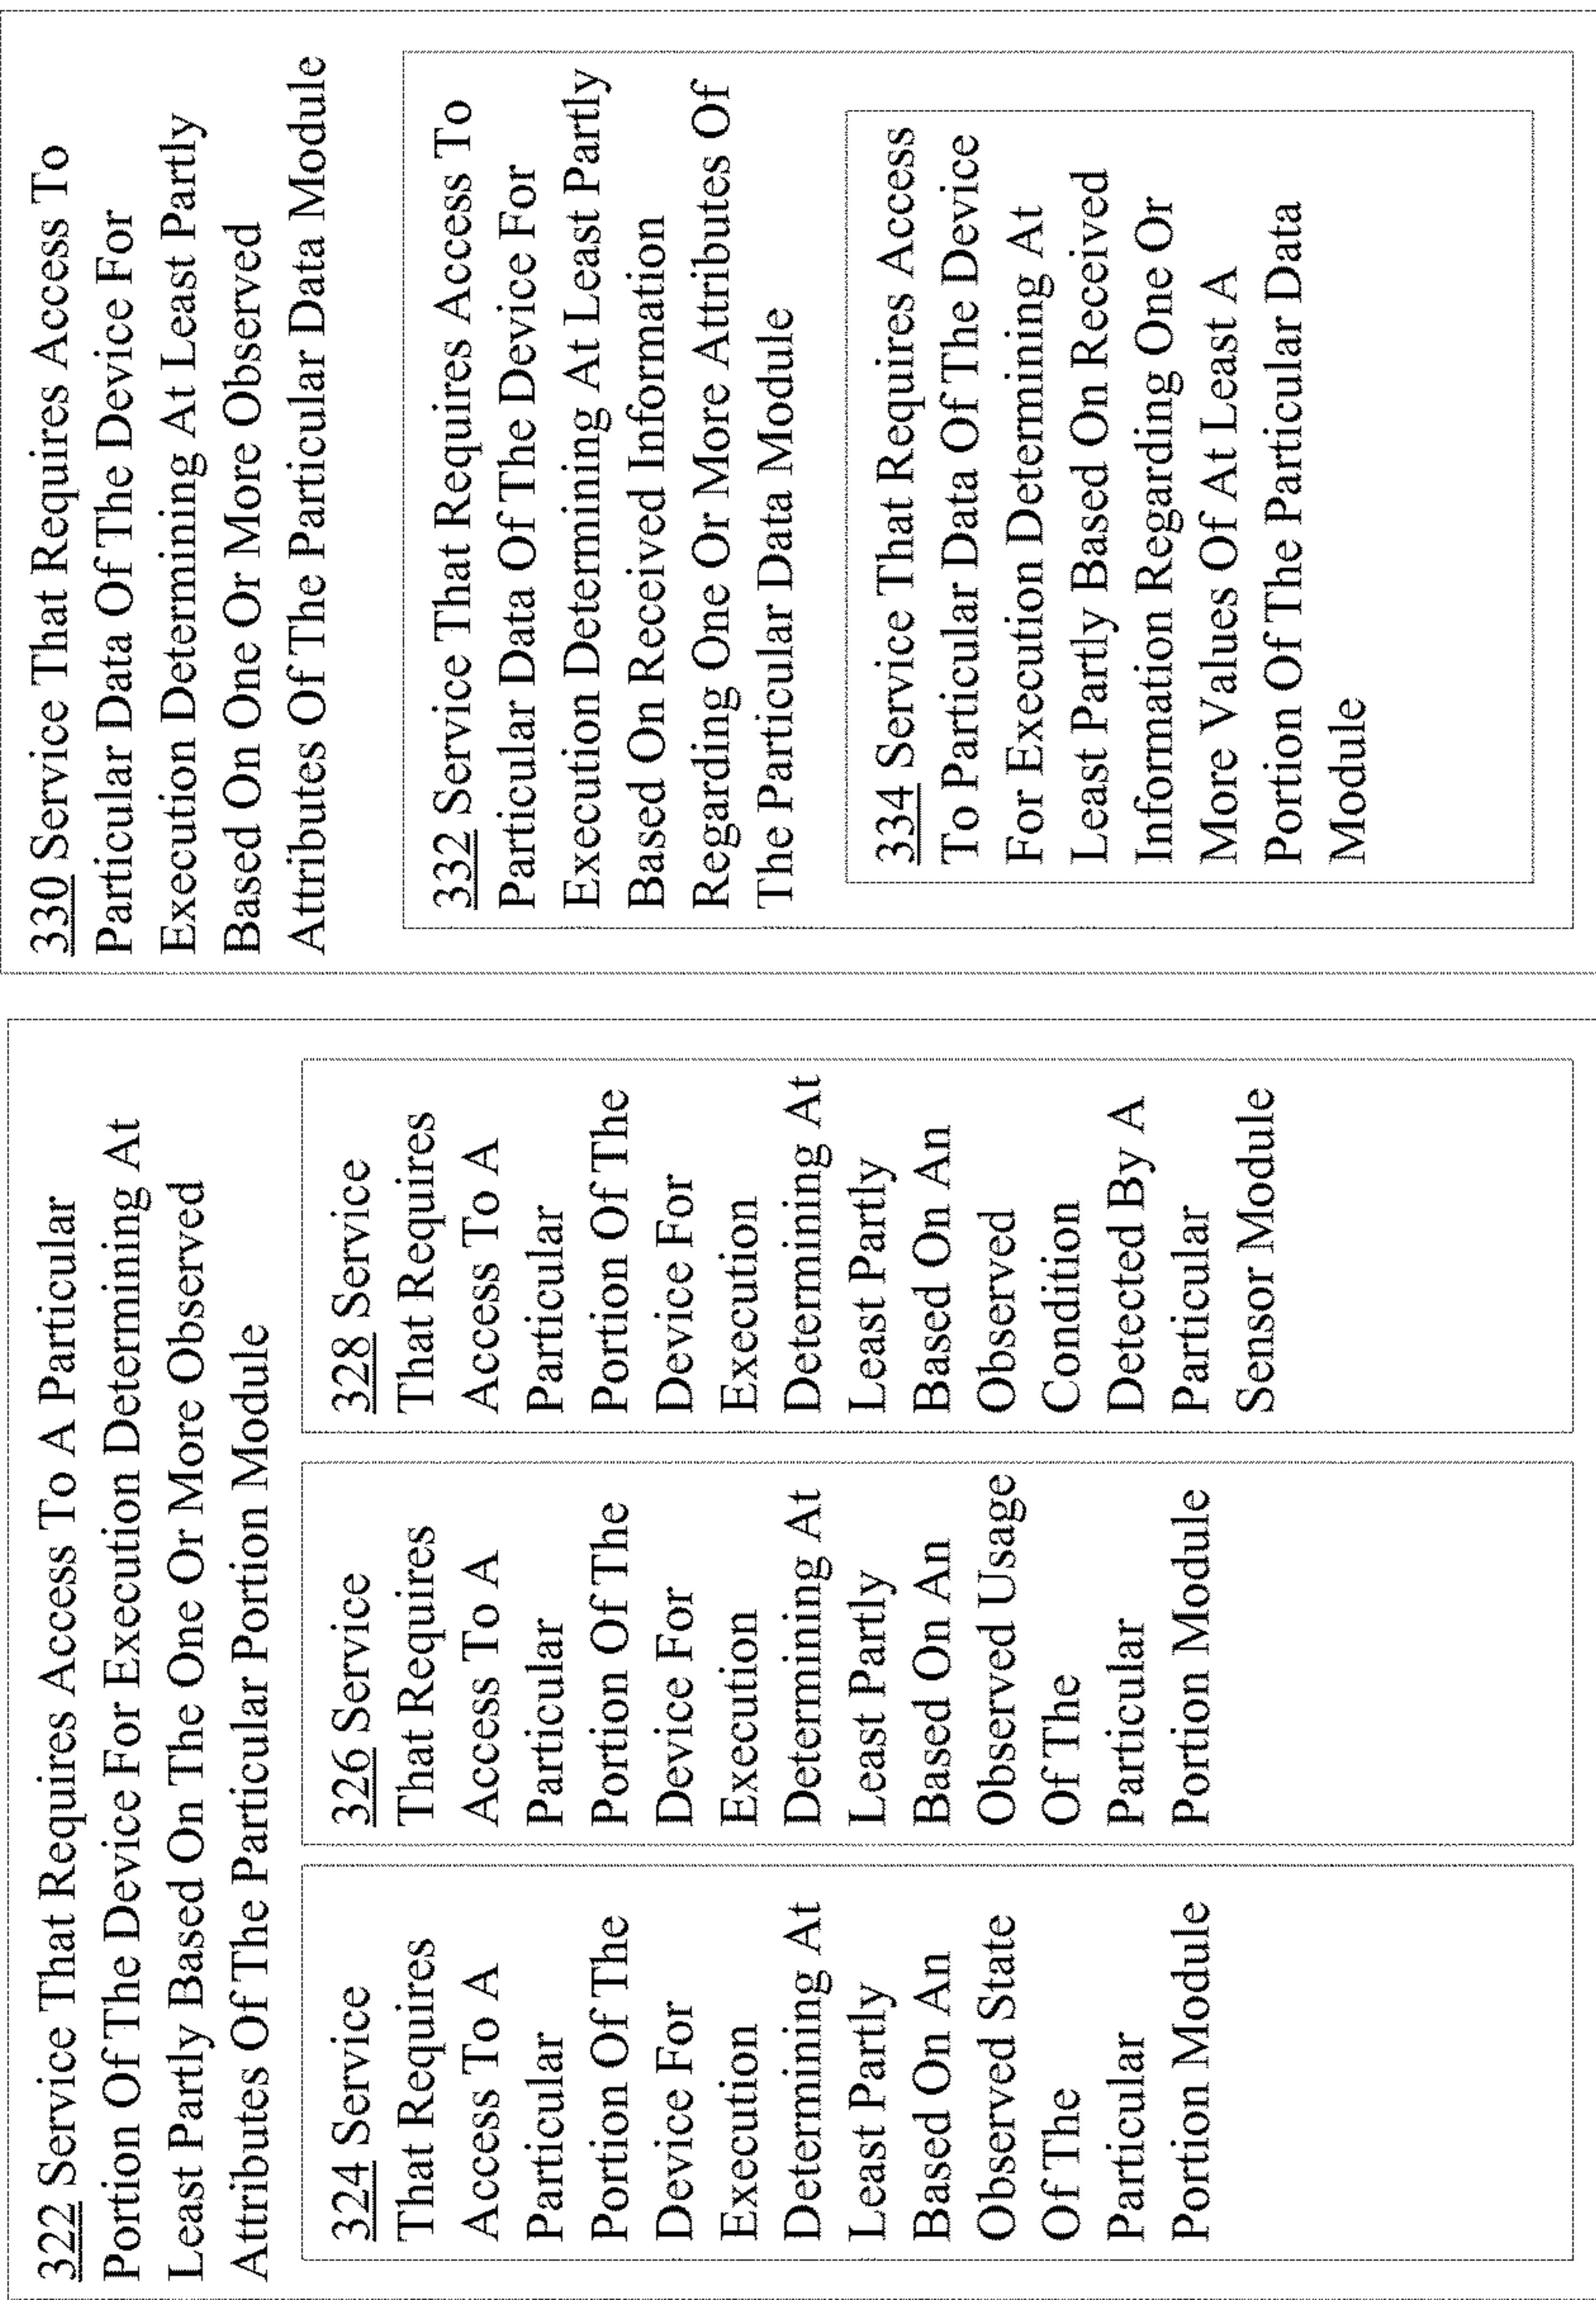 322 Service That Requires Access To A Particular
Portion Of The Device For Execution Determining At
Least Partly Based On The One Or More Observed
Attributes Of The Particular Portion Module
324 Service
That Requires
Access To A
Particular
Portion Of The
Device For
Execution
Determining At
Least Partly
Based On An
Observed State
Of The
Particular
Portion Module
326 Service
That Requires
Access To A
Particular
Portion Of The
Device For
Execution
Determining At
Least Partly
Based On An
Observed Usage
Of The
Particular
Portion Module
328 Service
That Requires
Access To A
Particular
Portion Of The
Device For
Execution
Determining At
Least Partly
Based On An
Observed
Condition
Detected By A
Particular
Sensor Module
330 Service That Requires Access To
Particular Data Of The Device For
Execution Determining At Least Partly
Based On One Or More Observed
Attributes Of The Particular Data Module
332 Service That Requires Access To
Particular Data Of The Device For
Execution Determining At Least Partly
Based On Received Information
Regarding One Or More Attributes Of
The Particular Data Module
334 Service That Requires Access
To Particular Data Of The Device
For Execution Determining At
Least Partly Based On Received
Information Regarding One Or
More Values Of At Least A
Portion Of The Particular Data
Module